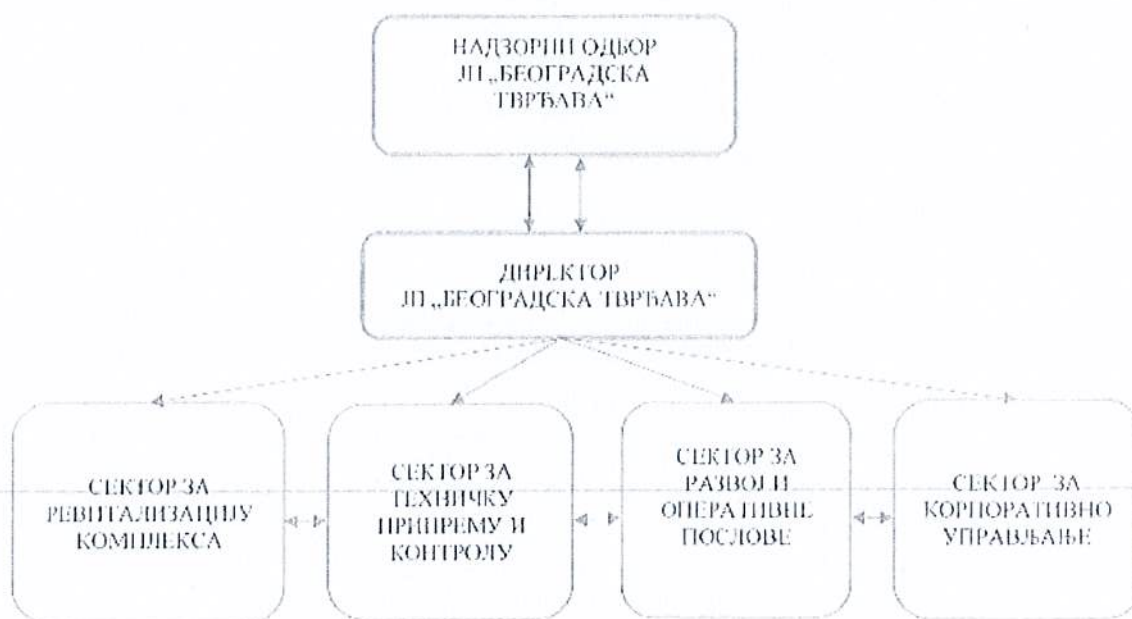 НАДЗОРНИ ОДБОР
ЈП „БЕОГРАДСКА
ТВРЂАВА“
ДИРЕКТОР
ЈП „БЕОГРАДСКА ТВРЂАВА“
СЕКТОР ЗА
РЕВИТАЛИЗАЦИЈУ
КОМПЛЕКСА
СЕКТОР ЗА
ТЕХНИЧКУ
ПРИПРЕМУ И
КОНТРОЛУ
СЕКТОР ЗА
РАЗВОЈ И
ОПЕРАТИВНЕ
ПОСЛОВЕ
СЕКТОР ЗА
КОРПОРАТИВНО
УПРАВЉАЊЕ